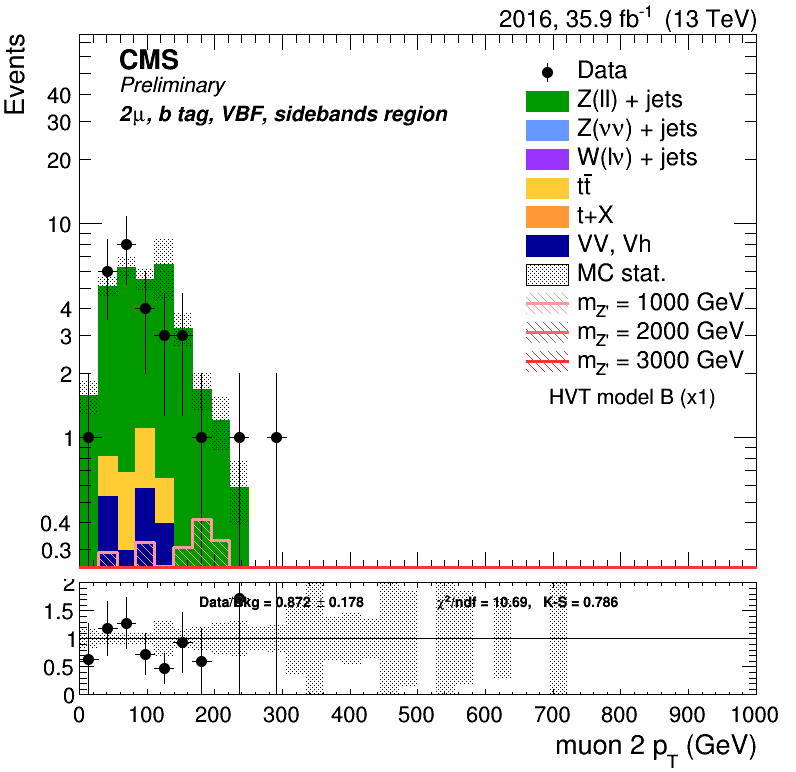 2016, 35.9 fb⁻¹ (13 TeV)
Events
CMS
Preliminary
2μ, b tag, VBF, sidebands region
Data
Z(ll) + jets
Z(νν) + jets
W(lν) + jets
tt̄
t+X
VV, Vh
MC stat.
m_Z' = 1000 GeV
m_Z' = 2000 GeV
m_Z' = 3000 GeV
HVT model B (x1)
40
30
20
10
4
3
2
1
0.4
0.3
Data/Bkg = 0.872 ± 0.178
χ²/ndf = 10.69, K-S = 0.786
2
1.5
1
0.5
0
0 100 200 300 400 500 600 700 800 900 1000
muon 2 p_T (GeV)